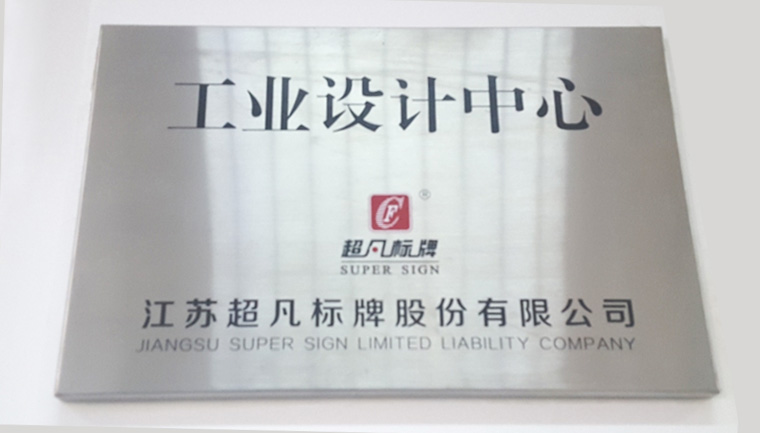 工业设计中心
CF ®
超凡标牌
SUPER SIGN
江苏超凡标牌股份有限公司
JIANGSU SUPER SIGN LIMITED LIABILITY COMPANY